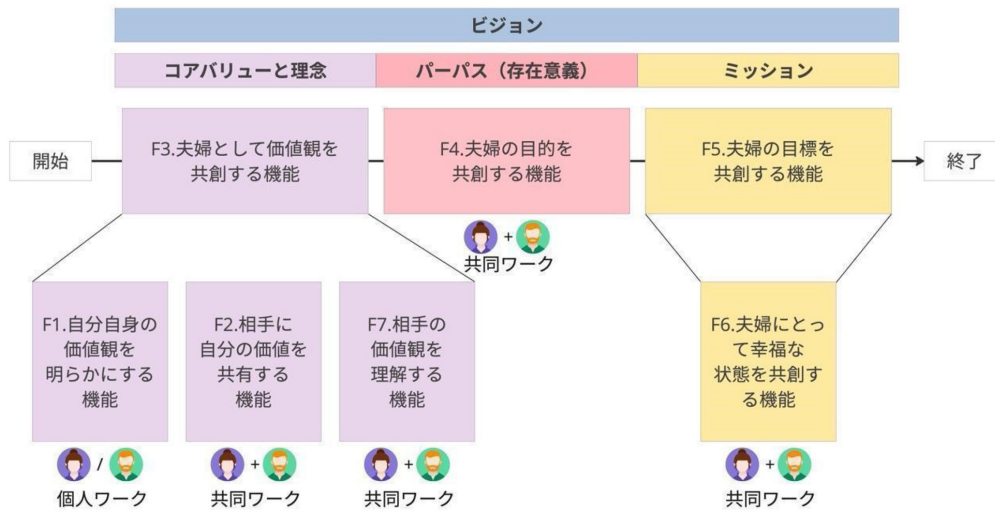 ビジョン
コアバリューと理念
パーパス（存在意義）
ミッション
開始
F3.夫婦として価値観を
共創する機能
F4.夫婦の目的を
共創する機能
F5.夫婦の目標を
共創する機能
終了
+
共同ワーク
F1.自分自身の
価値観を
明らかにする
機能
F2.相手に
自分の価値を
共有する
機能
F7.相手の
価値観を
理解する
機能
F6.夫婦にとっ
て幸福な
状態を共創す
る機能
/
個人ワーク
+
共同ワーク
+
共同ワーク
+
共同ワーク